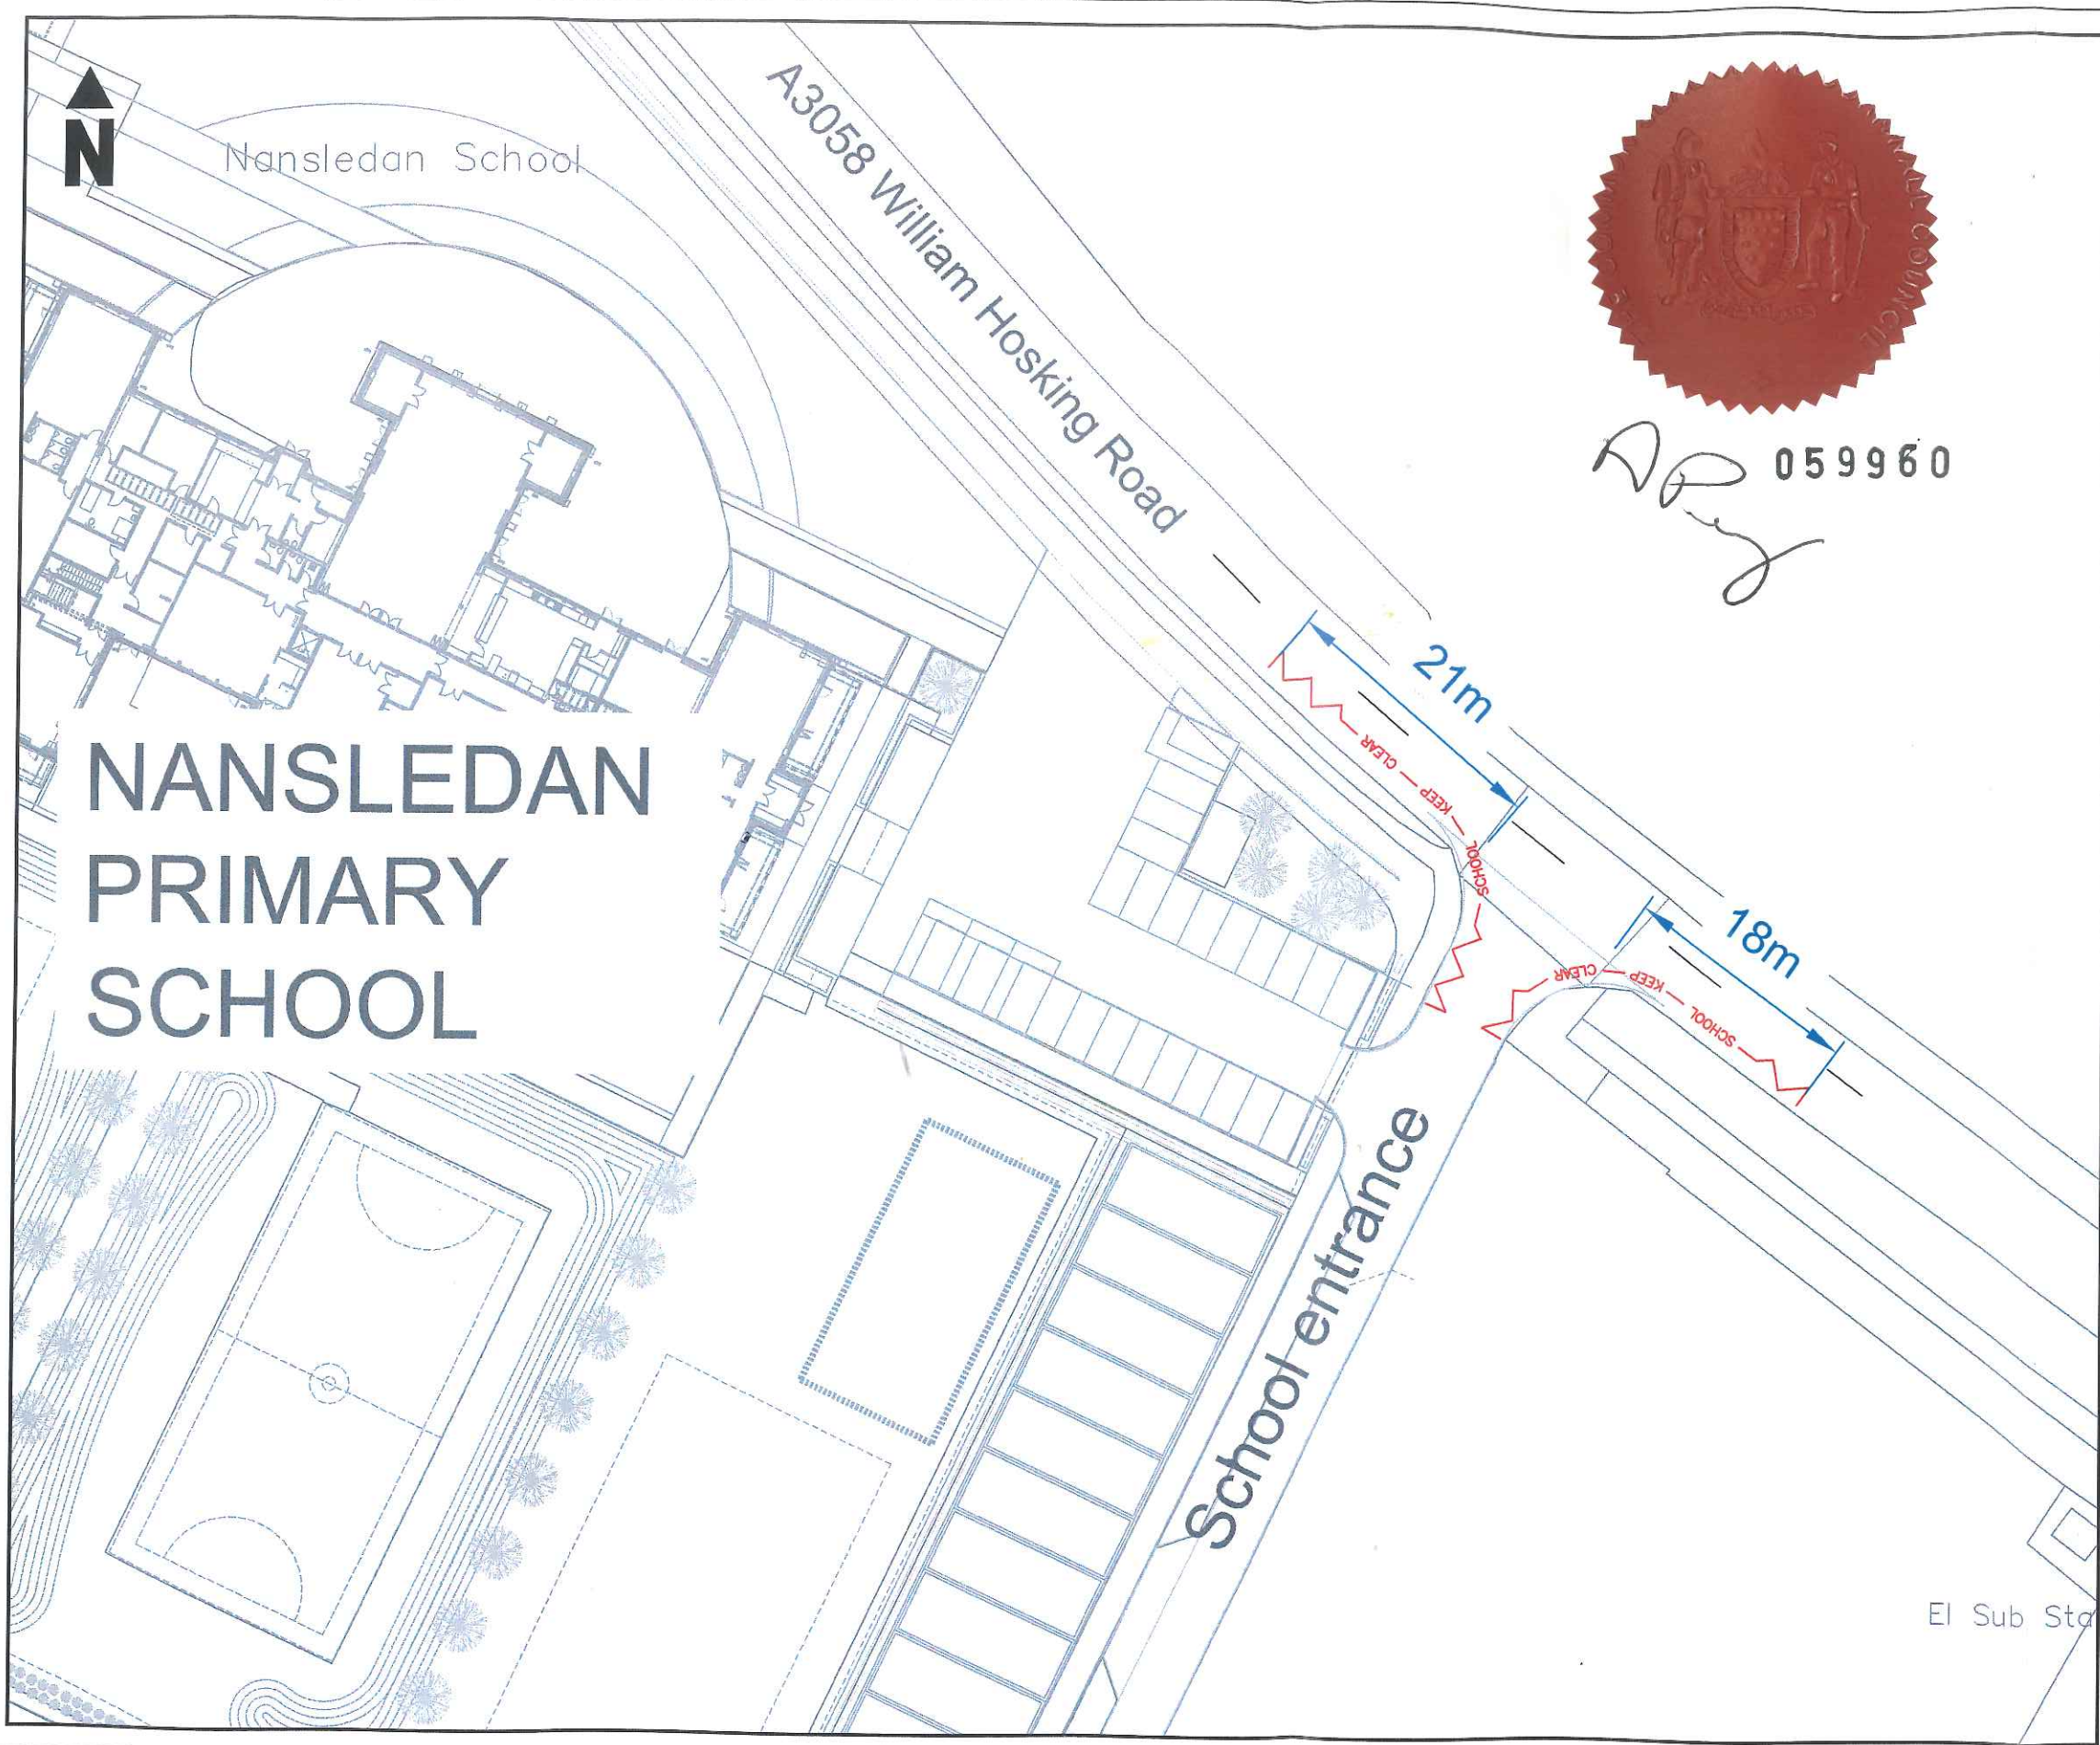 N
Nansledan School
A3058 William Hosking Road
COUNCIL
059960
21m
SCHOOL — KEEP — CLEAR
18m
SCHOOL — KEEP — CLEAR
NANSLEDAN
PRIMARY
SCHOOL
School entrance
El Sub Sta